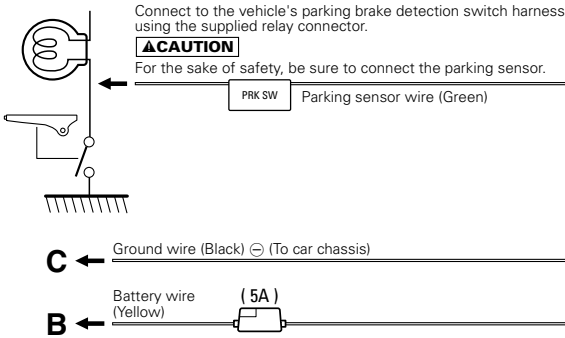 Connect to the vehicle's parking brake detection switch harness
using the supplied relay connector.
⚠CAUTION
For the sake of safety, be sure to connect the parking sensor.
PRK SW
Parking sensor wire (Green)
C
Ground wire (Black) ⊖ (To car chassis)
Battery wire
(Yellow)
( 5A )
B